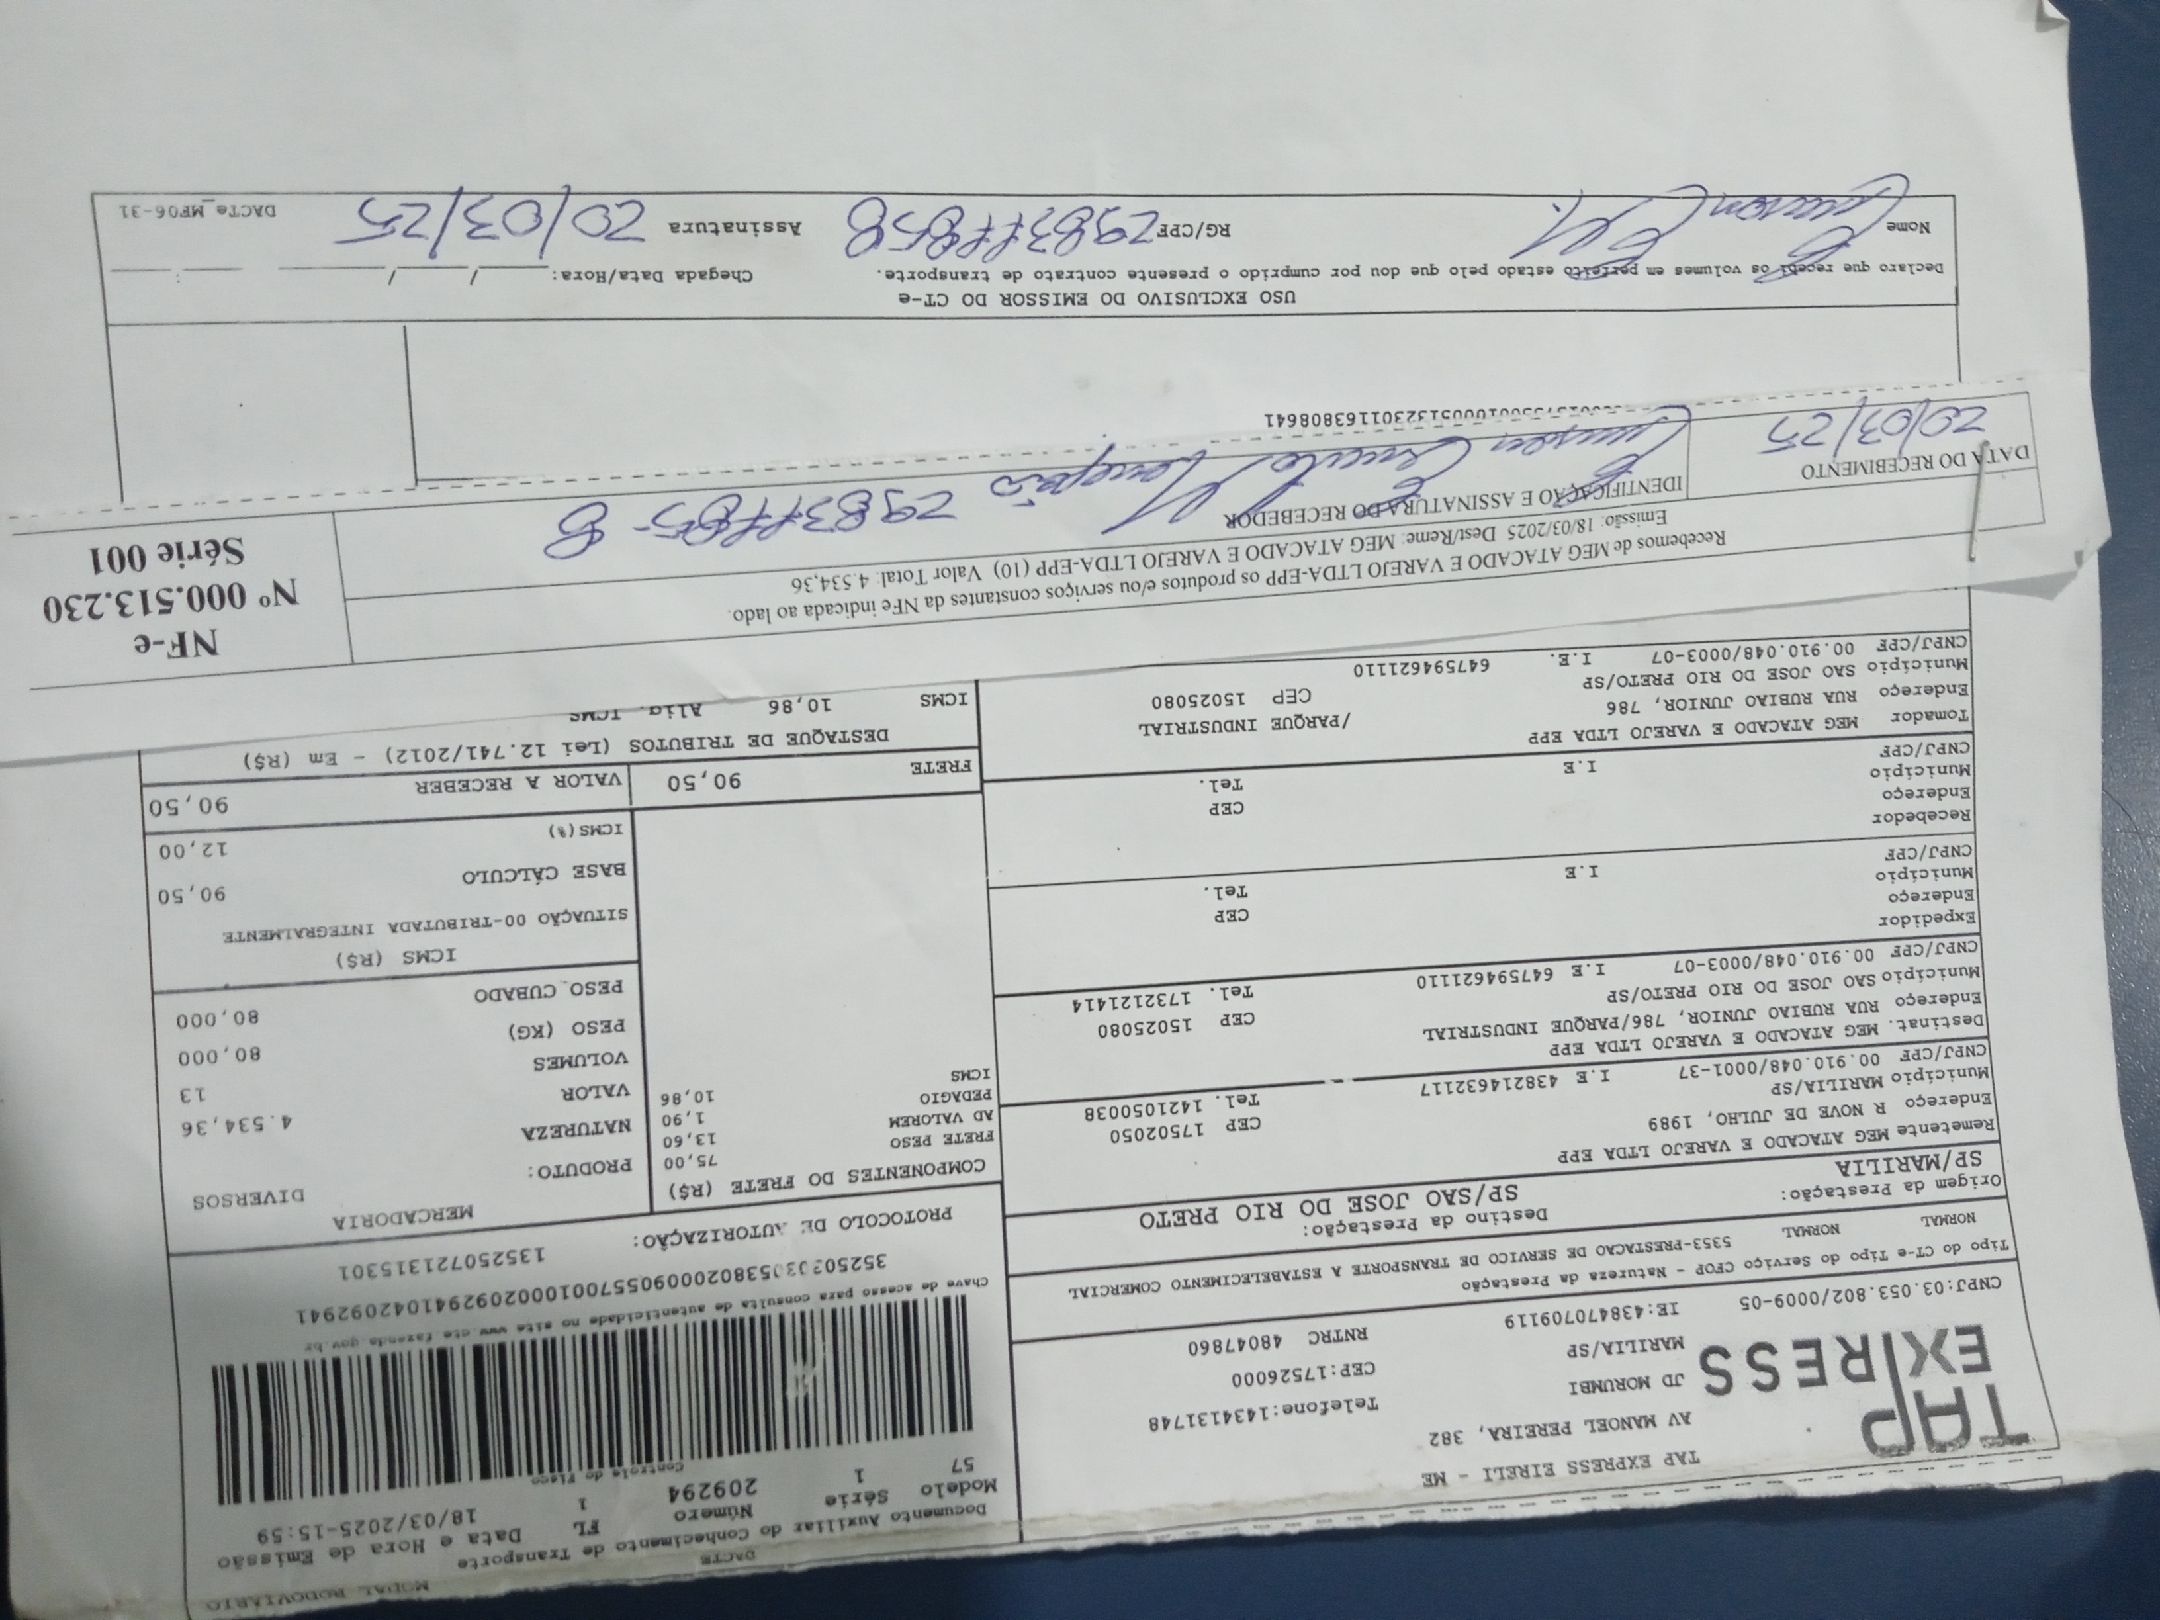 MODAL RODOVIÁRIO
DACTE
Documento Auxiliar do Conhecimento de Transporte
Modelo Série Número FL Data e Hora de Emissão
57 1 209294 1 18/03/2025-15:59
Controle do Fisco
TAP EXPRESS
TAP EXPRESS EIRELI - ME
AV MANOEL PEREIRA, 382
JD MORUMBI
MARILIA/SP
Telefone:1434131748
CEP:17526000
RNTRC 48047860
CNPJ:03.053.802/0009-05 IE:438470709119
Chave de acesso para consulta de autenticidade no site www.cte.fazenda.gov.br
PROTOCOLO DE AUTORIZAÇÃO: 135250721315301
Tipo do CT-e Tipo do Serviço CFOP - Natureza da Prestação
NORMAL NORMAL 5353-PRESTACAO DE SERVICO DE TRANSPORTE A ESTABELECIMENTO COMERCIAL
Origem da Prestação: Destino da Prestação:
SP/MARILIA SP/SAO JOSE DO RIO PRETO
Remetente MEG ATACADO E VAREJO LTDA EPP
Endereço R NOVE DE JULHO, 1989 CEP 17502050
Município MARILIA/SP Tel. 1421050038
CNPJ/CPF 00.910.048/0001-37 I.E 438214632117
Destinat. MEG ATACADO E VAREJO LTDA EPP
Endereço RUA RUBIAO JUNIOR, 786/PARQUE INDUSTRIAL CEP 15025080
Município SAO JOSE DO RIO PRETO/SP Tel. 1732121414
CNPJ/CPF 00.910.048/0003-07 I.E 647594621110
Expedidor
Endereço CEP
Município Tel.
CNPJ/CPF I.E
Recebedor
Endereço CEP
Município Tel.
CNPJ/CPF I.E
Tomador MEG ATACADO E VAREJO LTDA EPP
Endereço RUA RUBIAO JUNIOR, 786 /PARQUE INDUSTRIAL
Município SAO JOSE DO RIO PRETO/SP CEP 15025080
CNPJ/CPF 00.910.048/0003-07 I.E. 647594621110
COMPONENTES DO FRETE (R$)
FRETE PESO 75,00
AD VALOREM 13,60
PEDAGIO 1,90
ICMS 10,86
MERCADORIA
PRODUTO: DIVERSOS
NATUREZA
VALOR 4.534,36
VOLUMES 13
PESO (KG) 80,000
PESO CUBADO 80,000
ICMS (R$)
SITUAÇÃO 00-TRIBUTADA INTEGRALMENTE
BASE CÁLCULO 90,50
ICMS(%) 12,00
FRETE 90,50 VALOR A RECEBER 90,50
DESTAQUE DE TRIBUTOS (Lei 12.741/2012) - Em (R$)
ICMS 10,86 Aliq. ICMS
Recebemos de MEG ATACADO E VAREJO LTDA-EPP os produtos e/ou serviços constantes da NFe indicada ao lado.
Emissão: 18/03/2025 Dest/Reme: MEG ATACADO E VAREJO LTDA-EPP (10) Valor Total: 4.534,36
DATA DO RECEBIMENTO
20/03/25
IDENTIFICAÇÃO E ASSINATURA DO RECEBEDOR
NF-e
Nº 000.513.230
Série 001
USO EXCLUSIVO DO EMISSOR DO CT-e
Declaro que recebi os volumes em perfeito estado pelo que dou por cumprido o presente contrato de transporte. Chegada Data/Hora: / / :
Nome RG/CPF Assinatura 20/03/25
DACTe_MF06-31